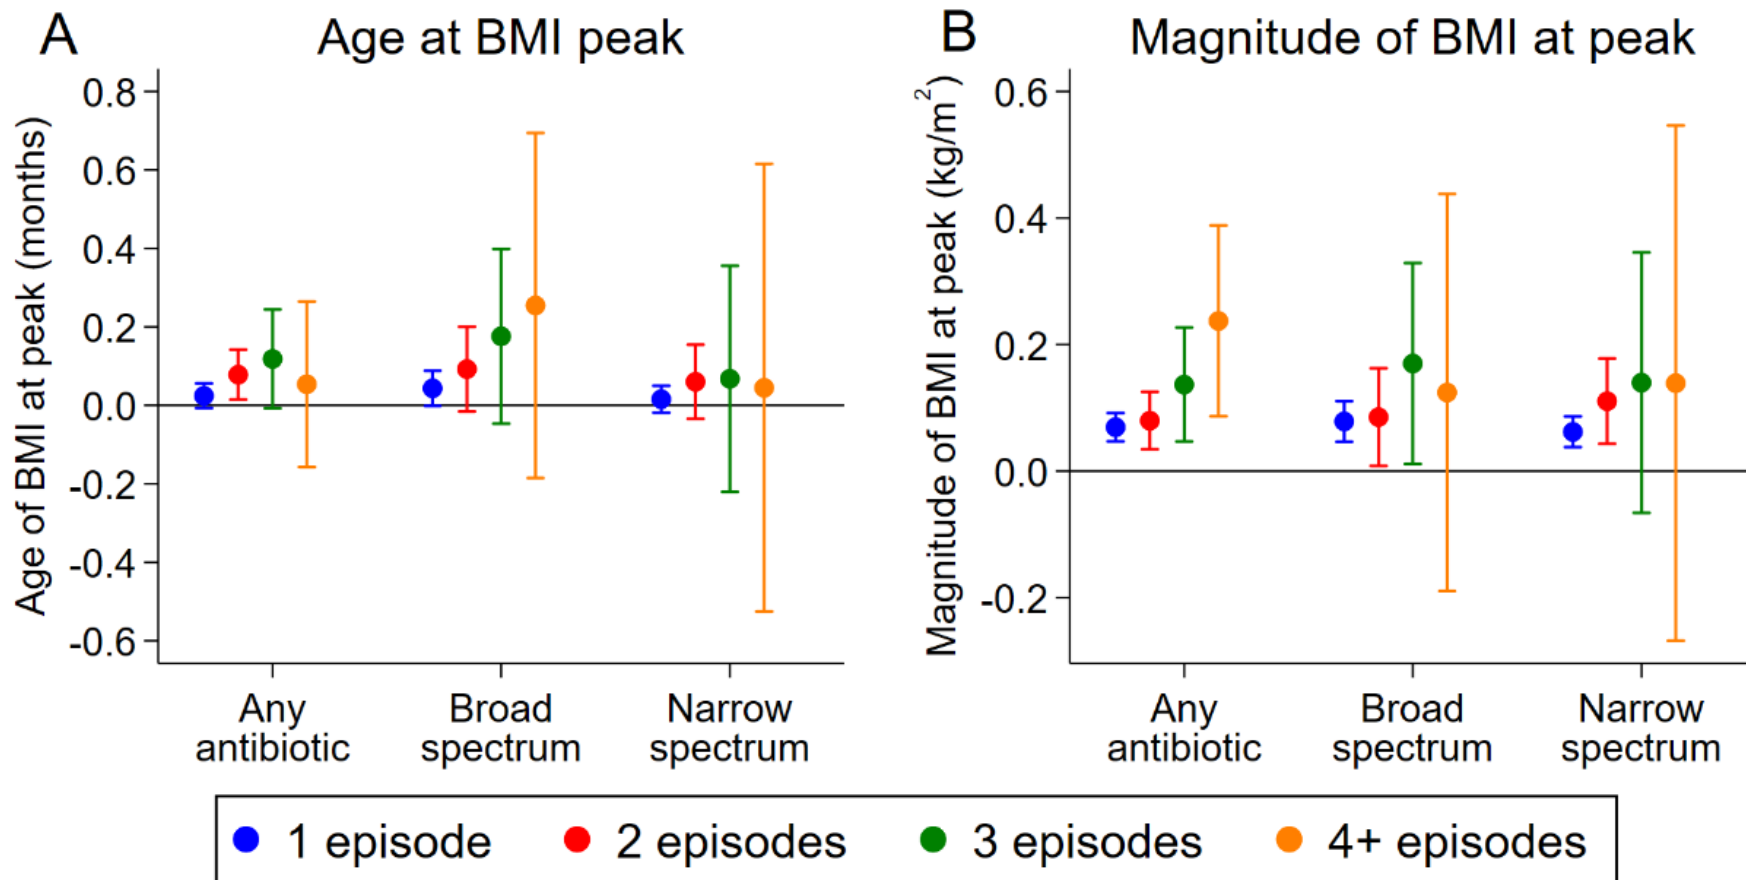 A
Age at BMI peak
Age of BMI at peak (months)
0.8
0.6
0.4
0.2
0.0
-0.2
-0.4
-0.6
Any
antibiotic
Broad
spectrum
Narrow
spectrum
B
Magnitude of BMI at peak
Magnitude of BMI at peak (kg/m²)
0.6
0.4
0.2
0.0
-0.2
Any
antibiotic
Broad
spectrum
Narrow
spectrum
1 episode 2 episodes 3 episodes 4+ episodes